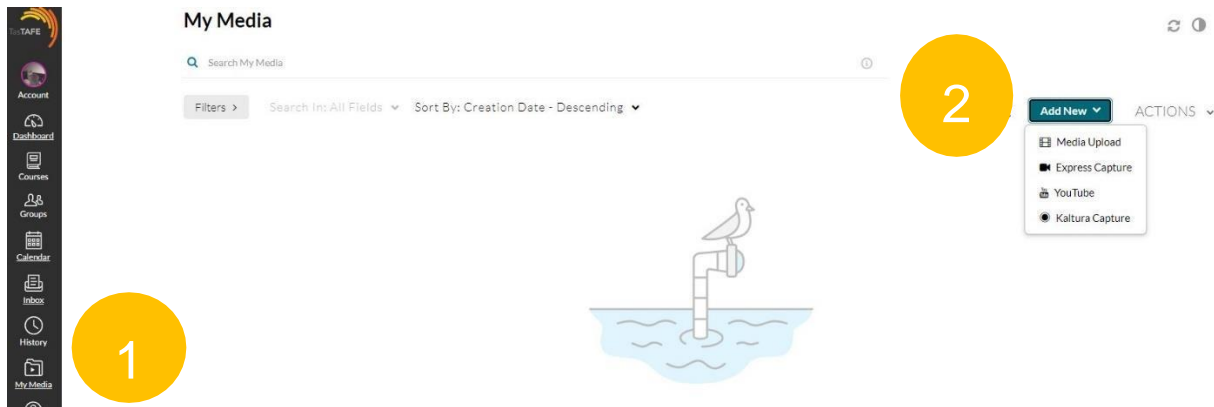 TasTAFE
Account
Dashboard
Courses
Groups
Calendar
Inbox
History
My Media
1
My Media
Search My Media
Filters >
Search In: All Fields
Sort By: Creation Date - Descending
2
Add New
ACTIONS
Media Upload
Express Capture
YouTube
Kaltura Capture